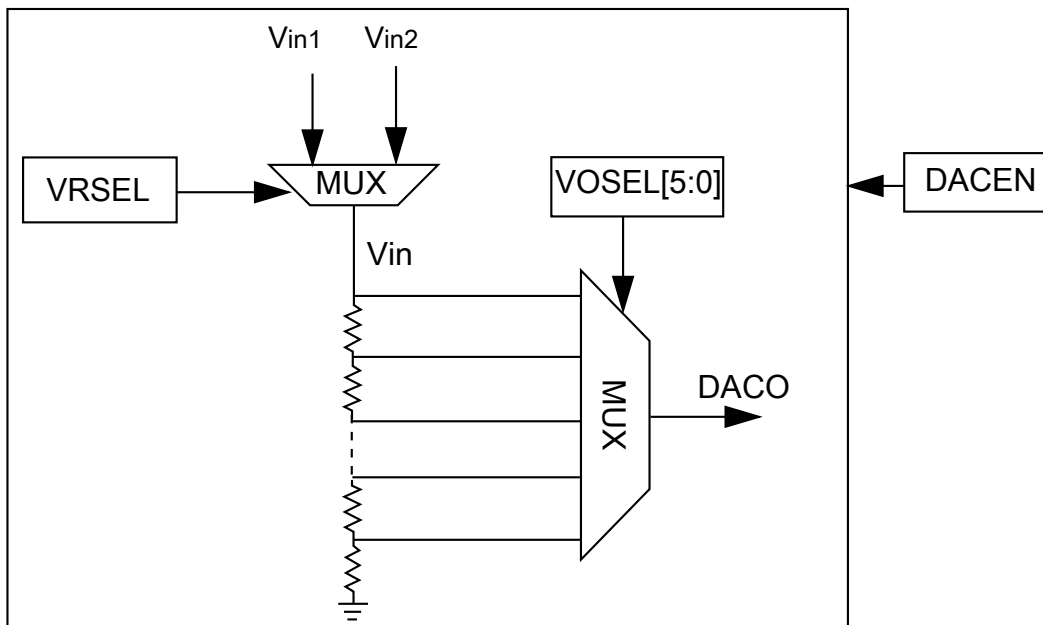 Vin1
Vin2
VRSEL
MUX
VOSEL[5:0]
DACEN
Vin
MUX
DACO